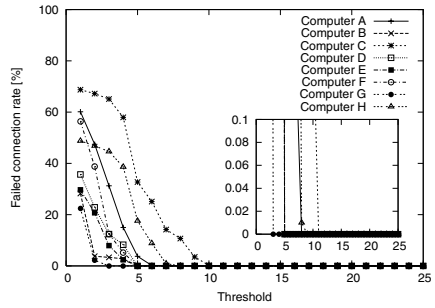 Computer A
Computer B
Computer C
Computer D
Computer E
Computer F
Computer G
Computer H
Failed connection rate [%]
100
80
60
40
20
0
0 5 10 15 20 25
Threshold
0.1
0.08
0.06
0.04
0.02
0
0 5 10 15 20 25